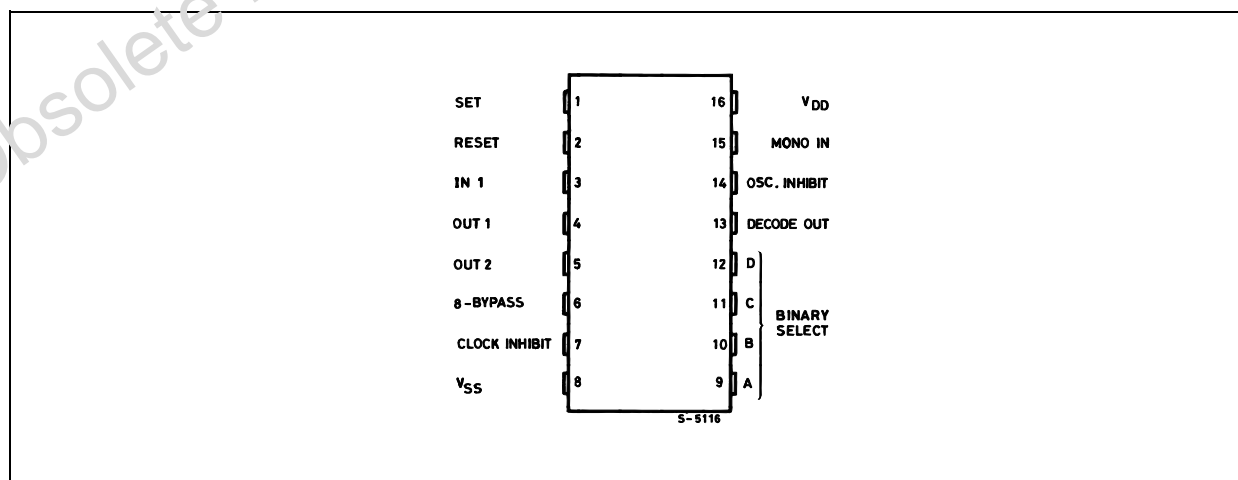 obsolete
SET 1 16 VDD
RESET 2 15 MONO IN
IN 1 3 14 OSC. INHIBIT
OUT 1 4 13 DECODE OUT
OUT 2 5 12 D
8-BYPASS 6 11 C
BINARY
SELECT
CLOCK INHIBIT 7 10 B
VSS 8 9 A
S-5116